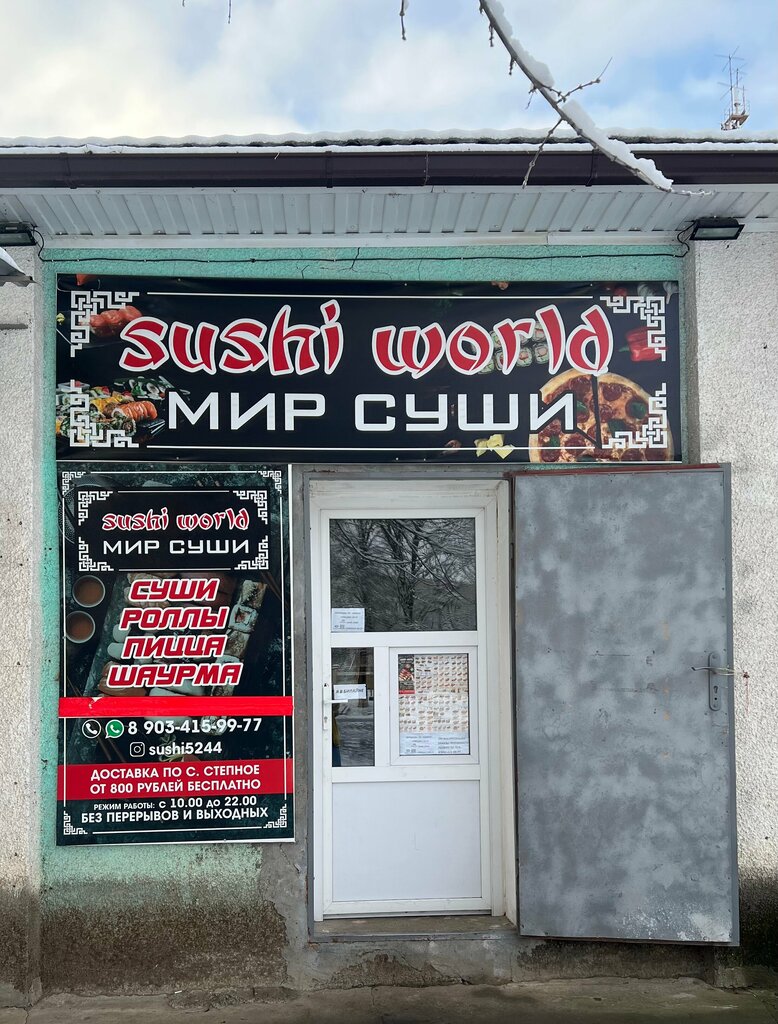 sushi world
МИР СУШИ
sushi world
МИР СУШИ
СУШИ
РОЛЛЫ
ПИЦЦА
ШАУРМА
8 903-415-99-77
sushi5244
ДОСТАВКА ПО С. СТЕПНОЕ
ОТ 800 РУБЛЕЙ БЕСПЛАТНО
РЕЖИМ РАБОТЫ: С 10.00 ДО 22.00
БЕЗ ПЕРЕРЫВОВ И ВЫХОДНЫХ